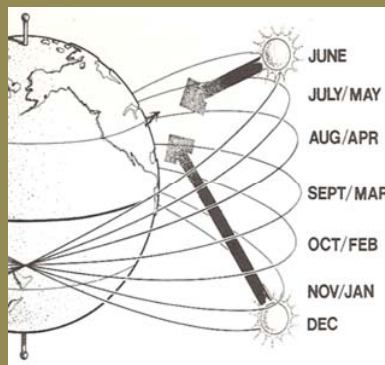 JUNE
JULY/MAY
AUG/APR
SEPT/MAR
OCT/FEB
NOV/JAN
DEC